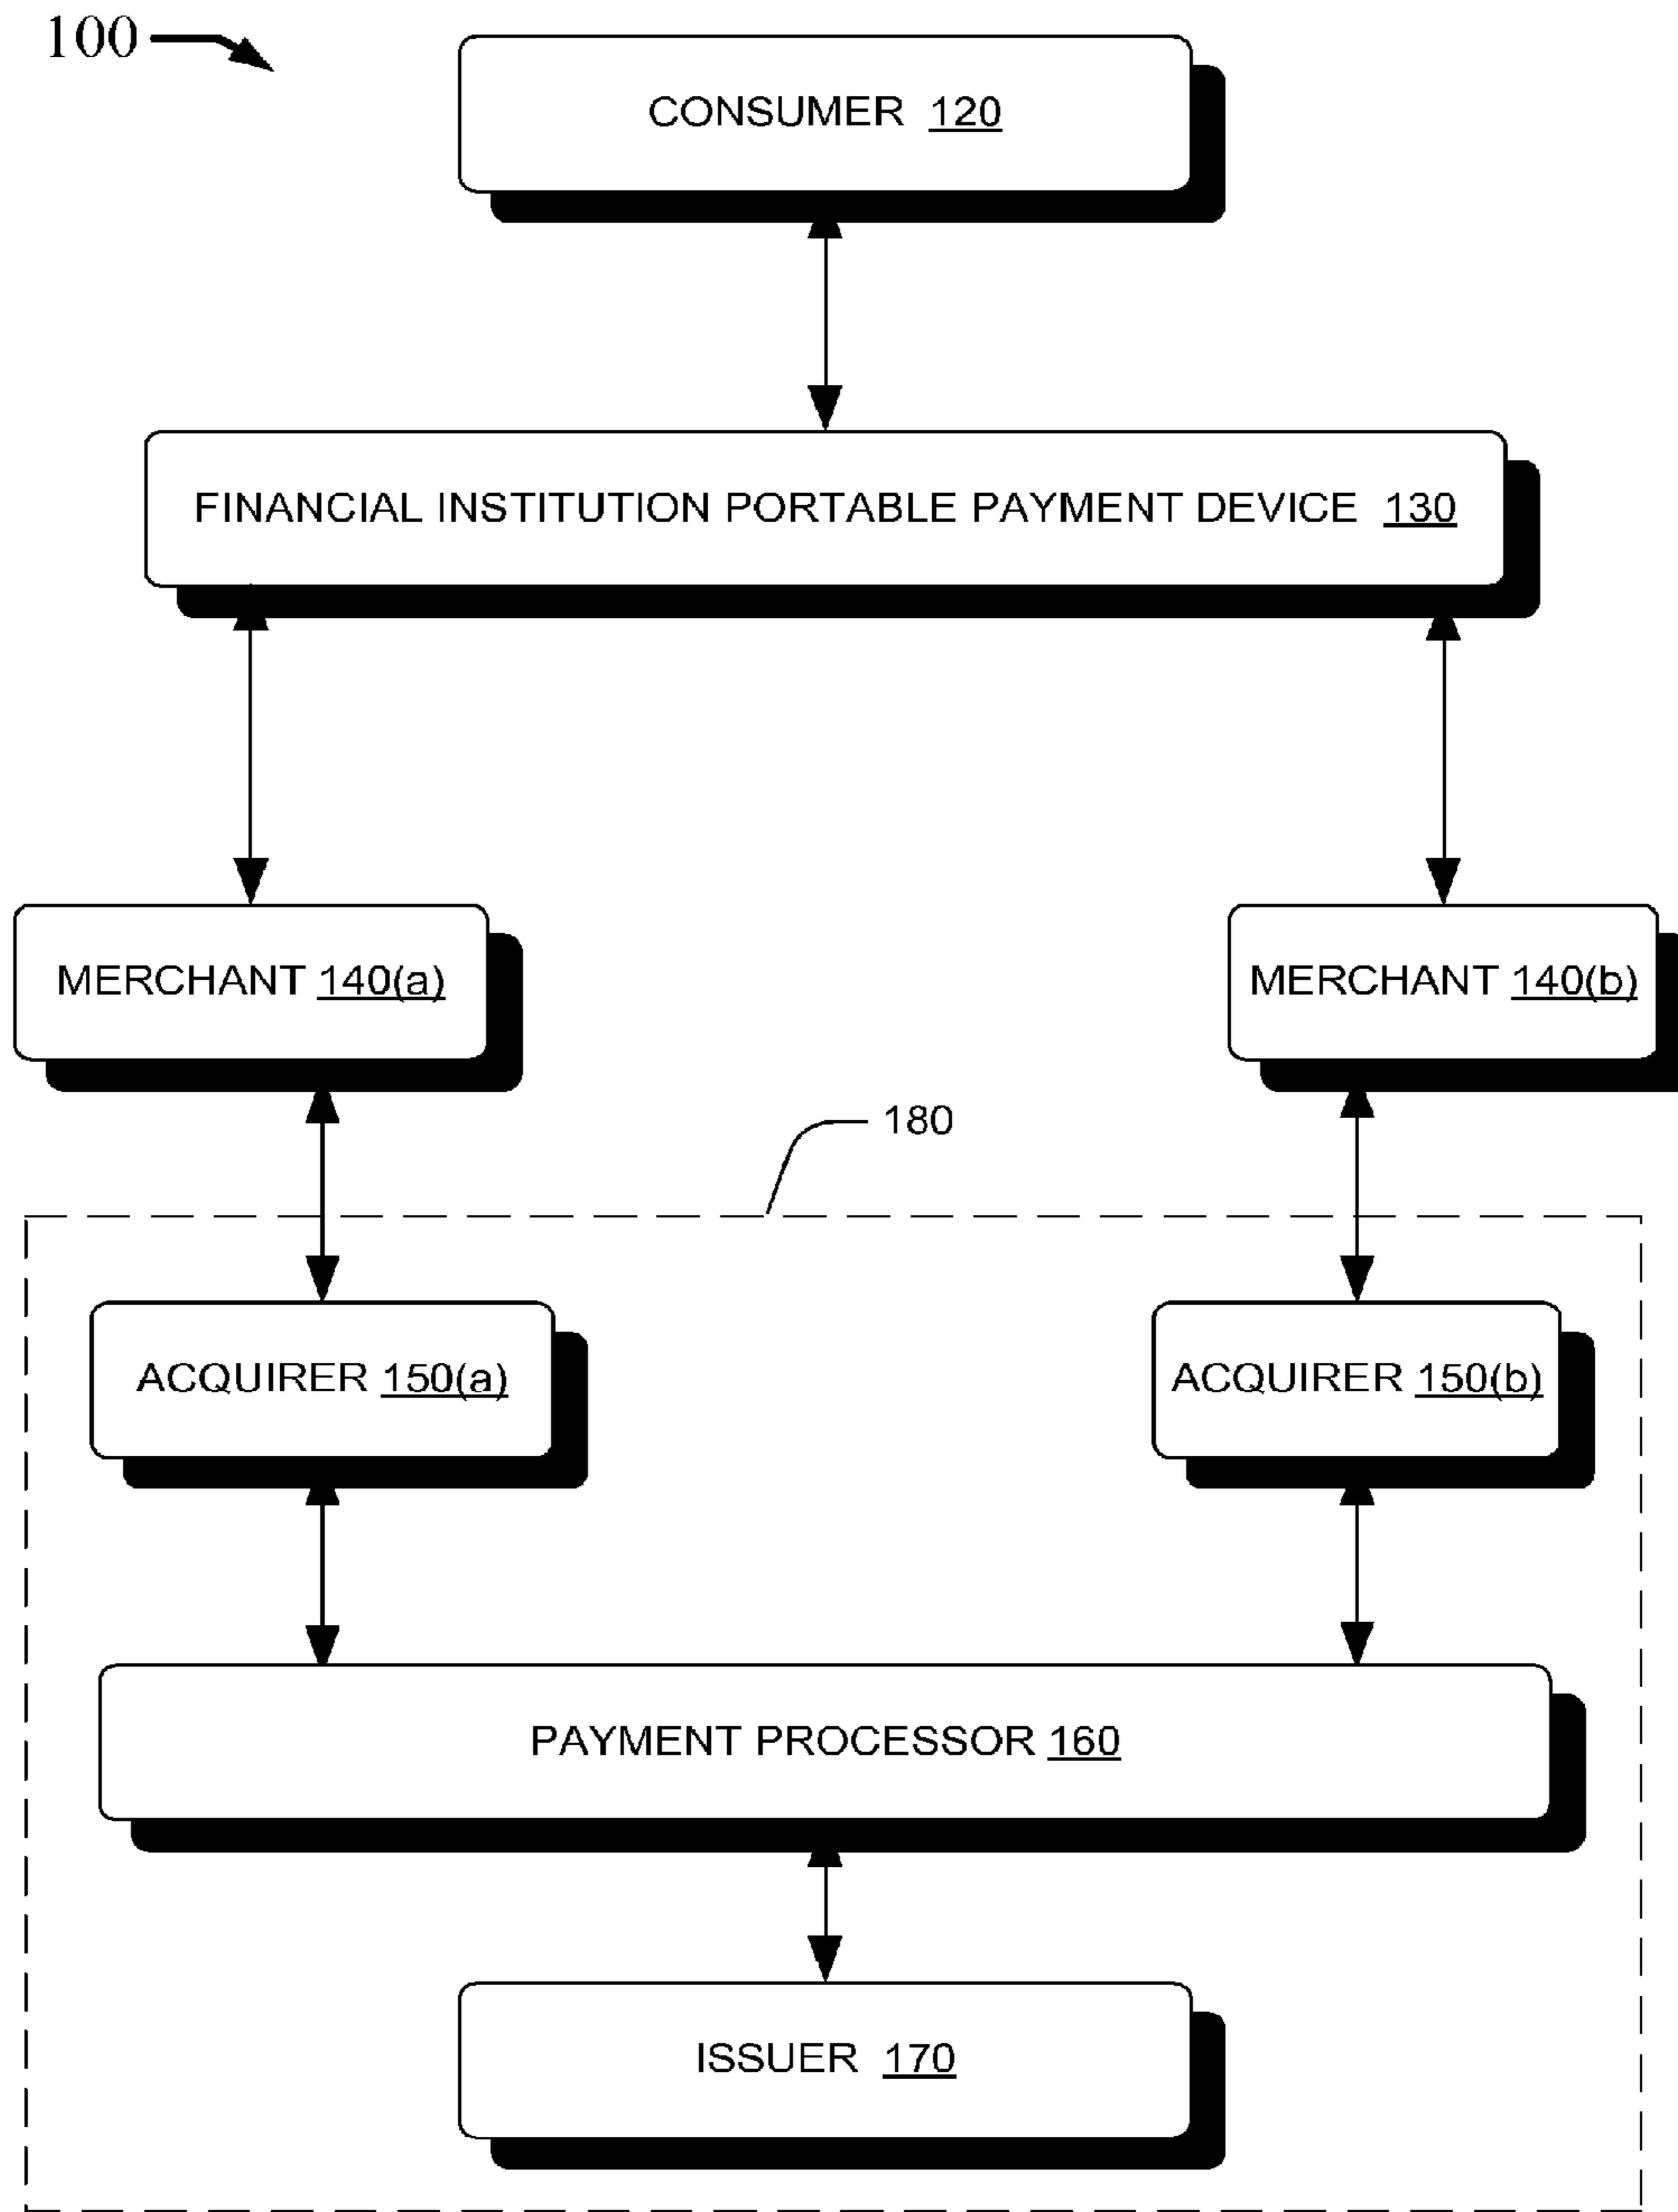 100
CONSUMER 120
FINANCIAL INSTITUTION PORTABLE PAYMENT DEVICE 130
MERCHANT 140(a)
MERCHANT 140(b)
180
ACQUIRER 150(a)
ACQUIRER 150(b)
PAYMENT PROCESSOR 160
ISSUER 170